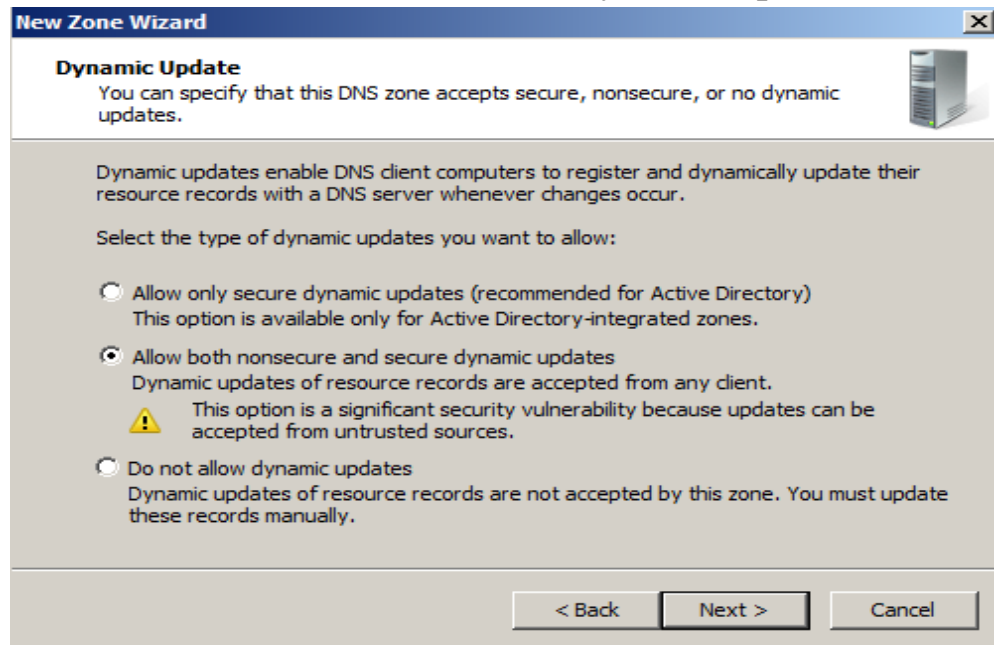 New Zone Wizard
Dynamic Update
You can specify that this DNS zone accepts secure, nonsecure, or no dynamic
updates.
Dynamic updates enable DNS client computers to register and dynamically update their
resource records with a DNS server whenever changes occur.
Select the type of dynamic updates you want to allow:
Allow only secure dynamic updates (recommended for Active Directory)
This option is available only for Active Directory-integrated zones.
Allow both nonsecure and secure dynamic updates
Dynamic updates of resource records are accepted from any client.
This option is a significant security vulnerability because updates can be
accepted from untrusted sources.
Do not allow dynamic updates
Dynamic updates of resource records are not accepted by this zone. You must update
these records manually.
< Back Next > Cancel